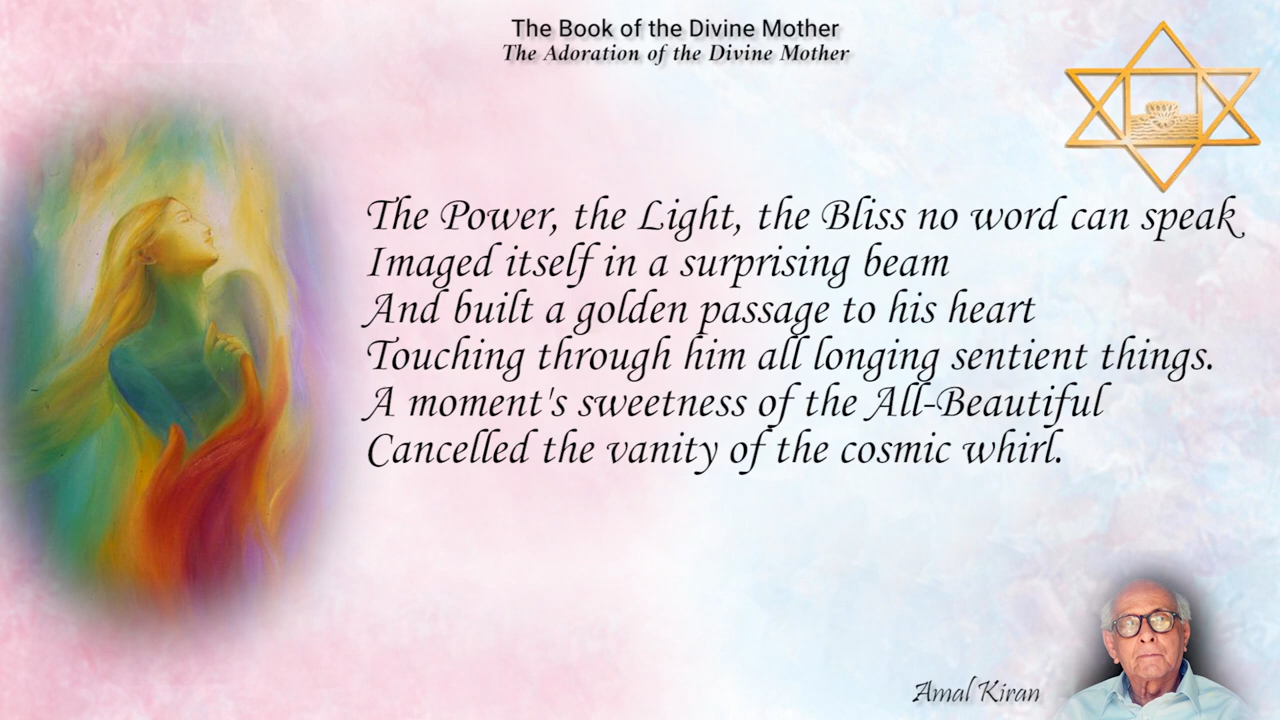 The Book of the Divine Mother
The Adoration of the Divine Mother
The Power, the Light, the Bliss no word can speak
Imaged itself in a surprising beam
And built a golden passage to his heart
Touching through him all longing sentient things.
A moment's sweetness of the All-Beautiful
Cancelled the vanity of the cosmic whirl.
Amal Kiran